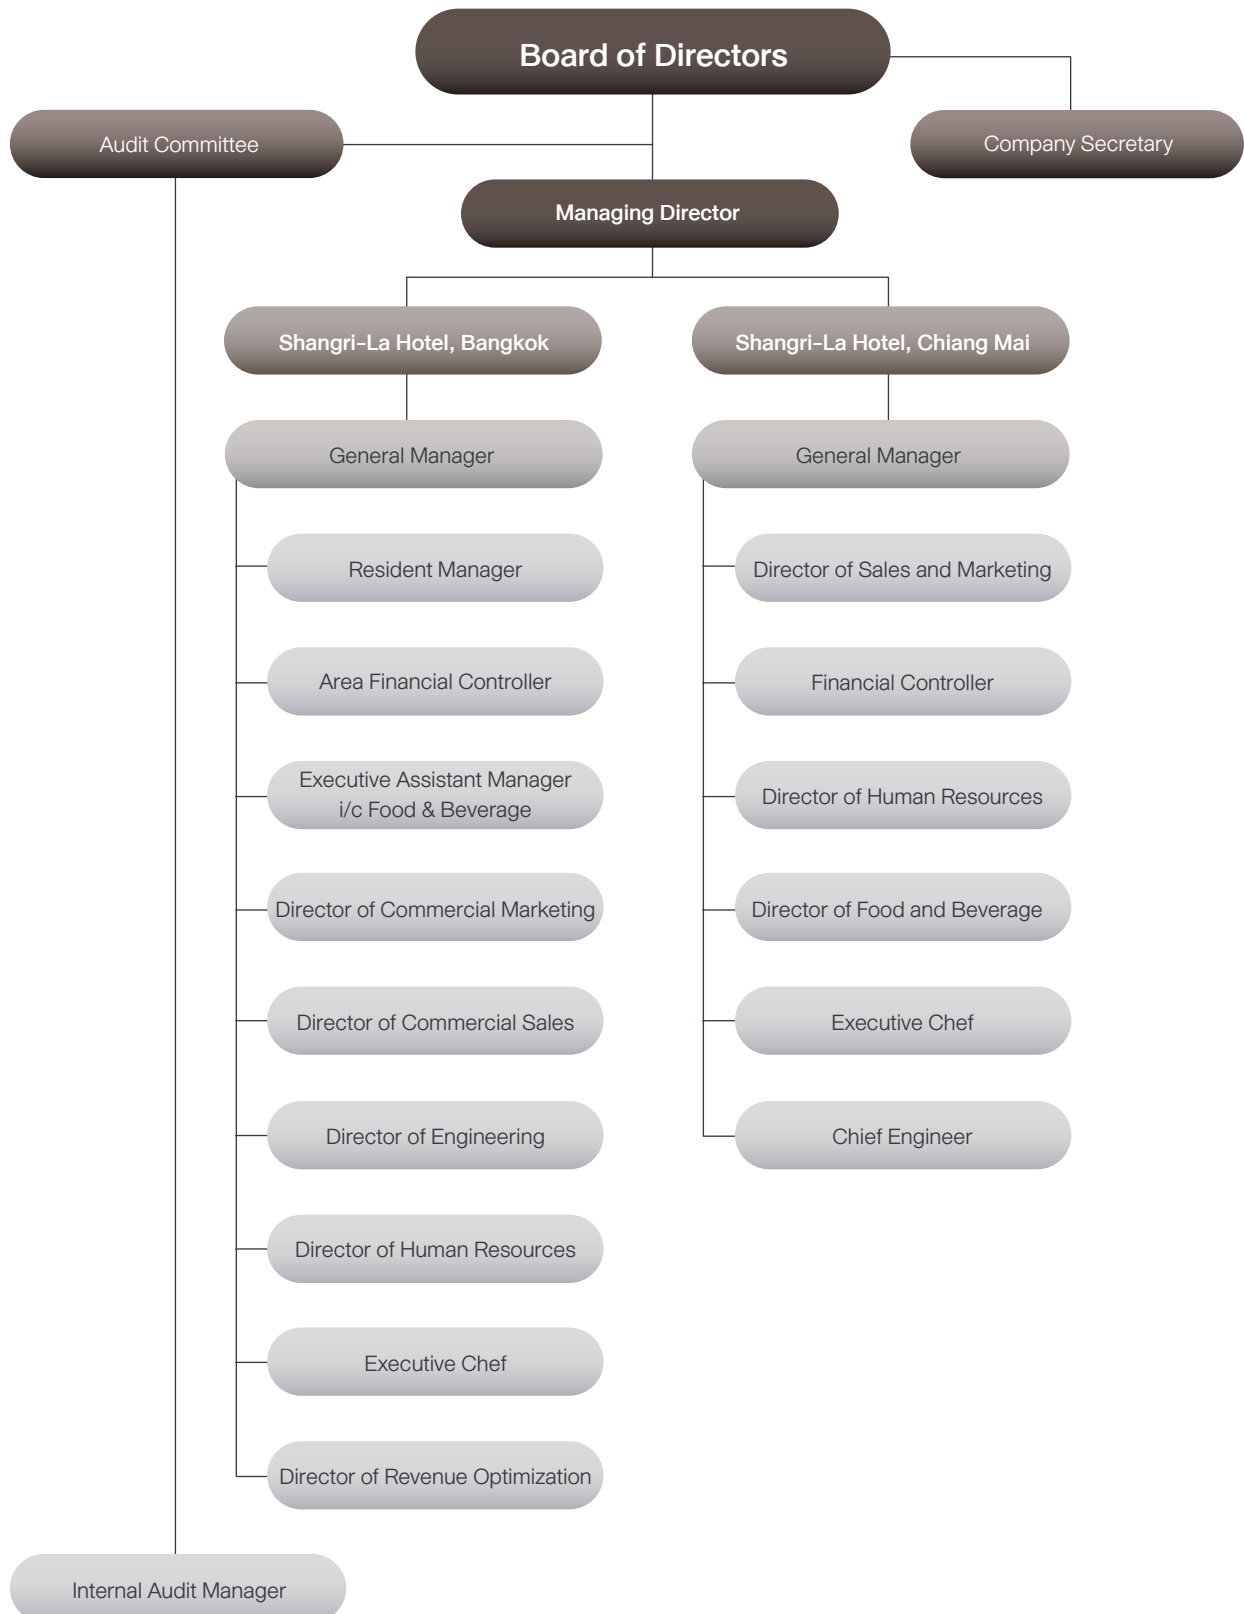 Board of Directors
Audit Committee
Company Secretary
Managing Director
Shangri-La Hotel, Bangkok
Shangri-La Hotel, Chiang Mai
General Manager
General Manager
Resident Manager
Director of Sales and Marketing
Area Financial Controller
Financial Controller
Executive Assistant Manager
i/c Food & Beverage
Director of Human Resources
Director of Commercial Marketing
Director of Food and Beverage
Director of Commercial Sales
Executive Chef
Director of Engineering
Chief Engineer
Director of Human Resources
Executive Chef
Director of Revenue Optimization
Internal Audit Manager